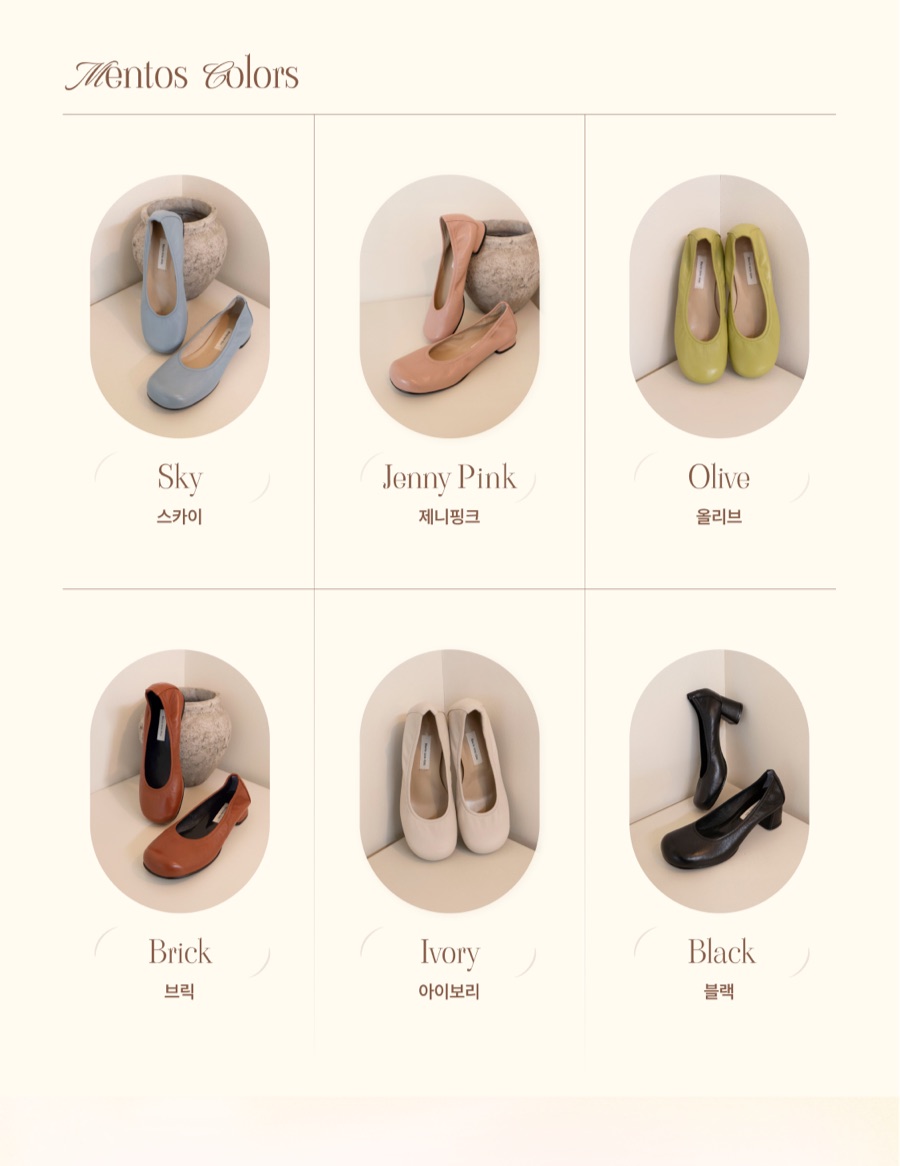 Mentos Colors
Sky
스카이
Jenny Pink
제니핑크
Olive
올리브
Brick
브릭
Ivory
아이보리
Black
블랙